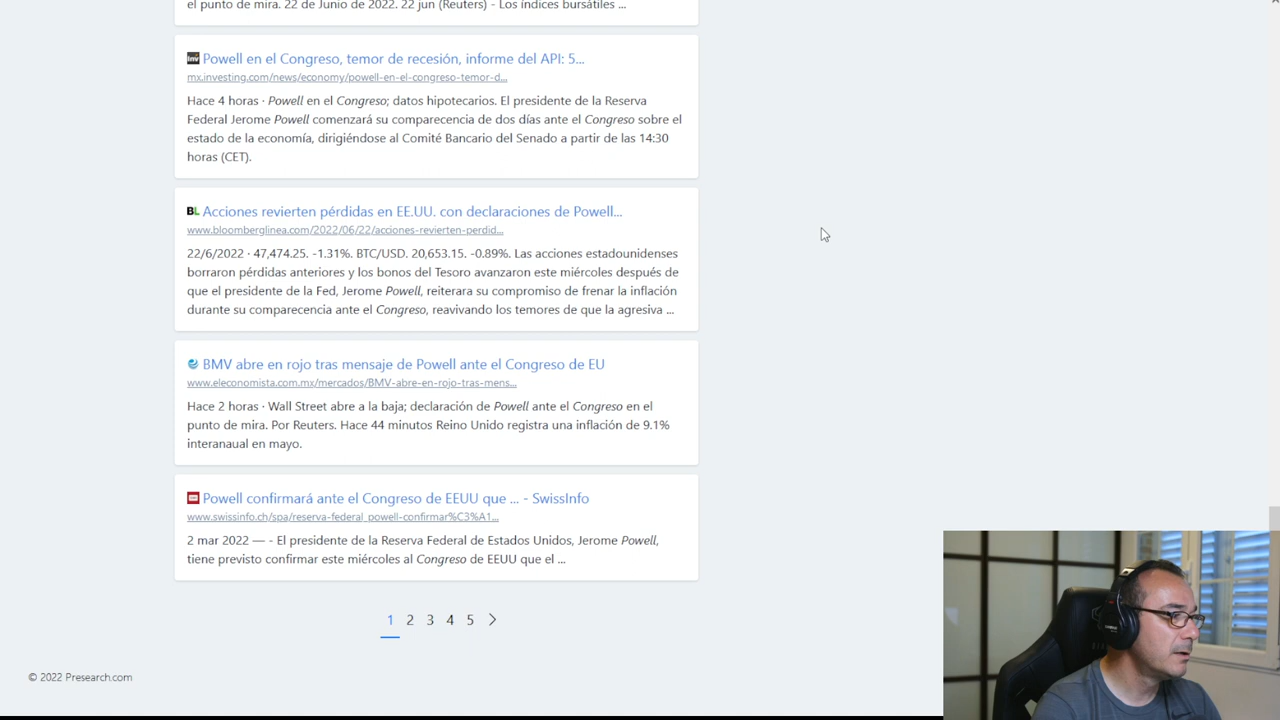 el punto de mira. 22 de Junio de 2022. 22 jun (Reuters) - Los índices bursátiles ...
Inv
Powell en el Congreso, temor de recesión, informe del API: 5...
mx.investing.com/news/economy/powell-en-el-congreso-temor-d...
Hace 4 horas · Powell en el Congreso; datos hipotecarios. El presidente de la Reserva
Federal Jerome Powell comenzará su comparecencia de dos días ante el Congreso sobre el
estado de la economía, dirigiéndose al Comité Bancario del Senado a partir de las 14:30
horas (CET).
BL Acciones revierten pérdidas en EE.UU. con declaraciones de Powell...
www.bloomberglinea.com/2022/06/22/acciones-revierten-perdid...
22/6/2022 · 47,474.25. -1.31%. BTC/USD. 20,653.15. -0.89%. Las acciones estadounidenses
borraron pérdidas anteriores y los bonos del Tesoro avanzaron este miércoles después de
que el presidente de la Fed, Jerome Powell, reiterara su compromiso de frenar la inflación
durante su comparecencia ante el Congreso, reavivando los temores de que la agresiva ...
BMV abre en rojo tras mensaje de Powell ante el Congreso de EU
www.eleconomista.com.mx/mercados/BMV-abre-en-rojo-tras-mens...
Hace 2 horas · Wall Street abre a la baja; declaración de Powell ante el Congreso en el
punto de mira. Por Reuters. Hace 44 minutos Reino Unido registra una inflación de 9.1%
interanaual en mayo.
Powell confirmará ante el Congreso de EEUU que ... - SwissInfo
www.swissinfo.ch/spa/reserva-federal_powell-confirmar%C3%A1...
2 mar 2022 — - El presidente de la Reserva Federal de Estados Unidos, Jerome Powell,
tiene previsto confirmar este miércoles al Congreso de EEUU que el ...
1 2 3 4 5 >
© 2022 Presearch.com